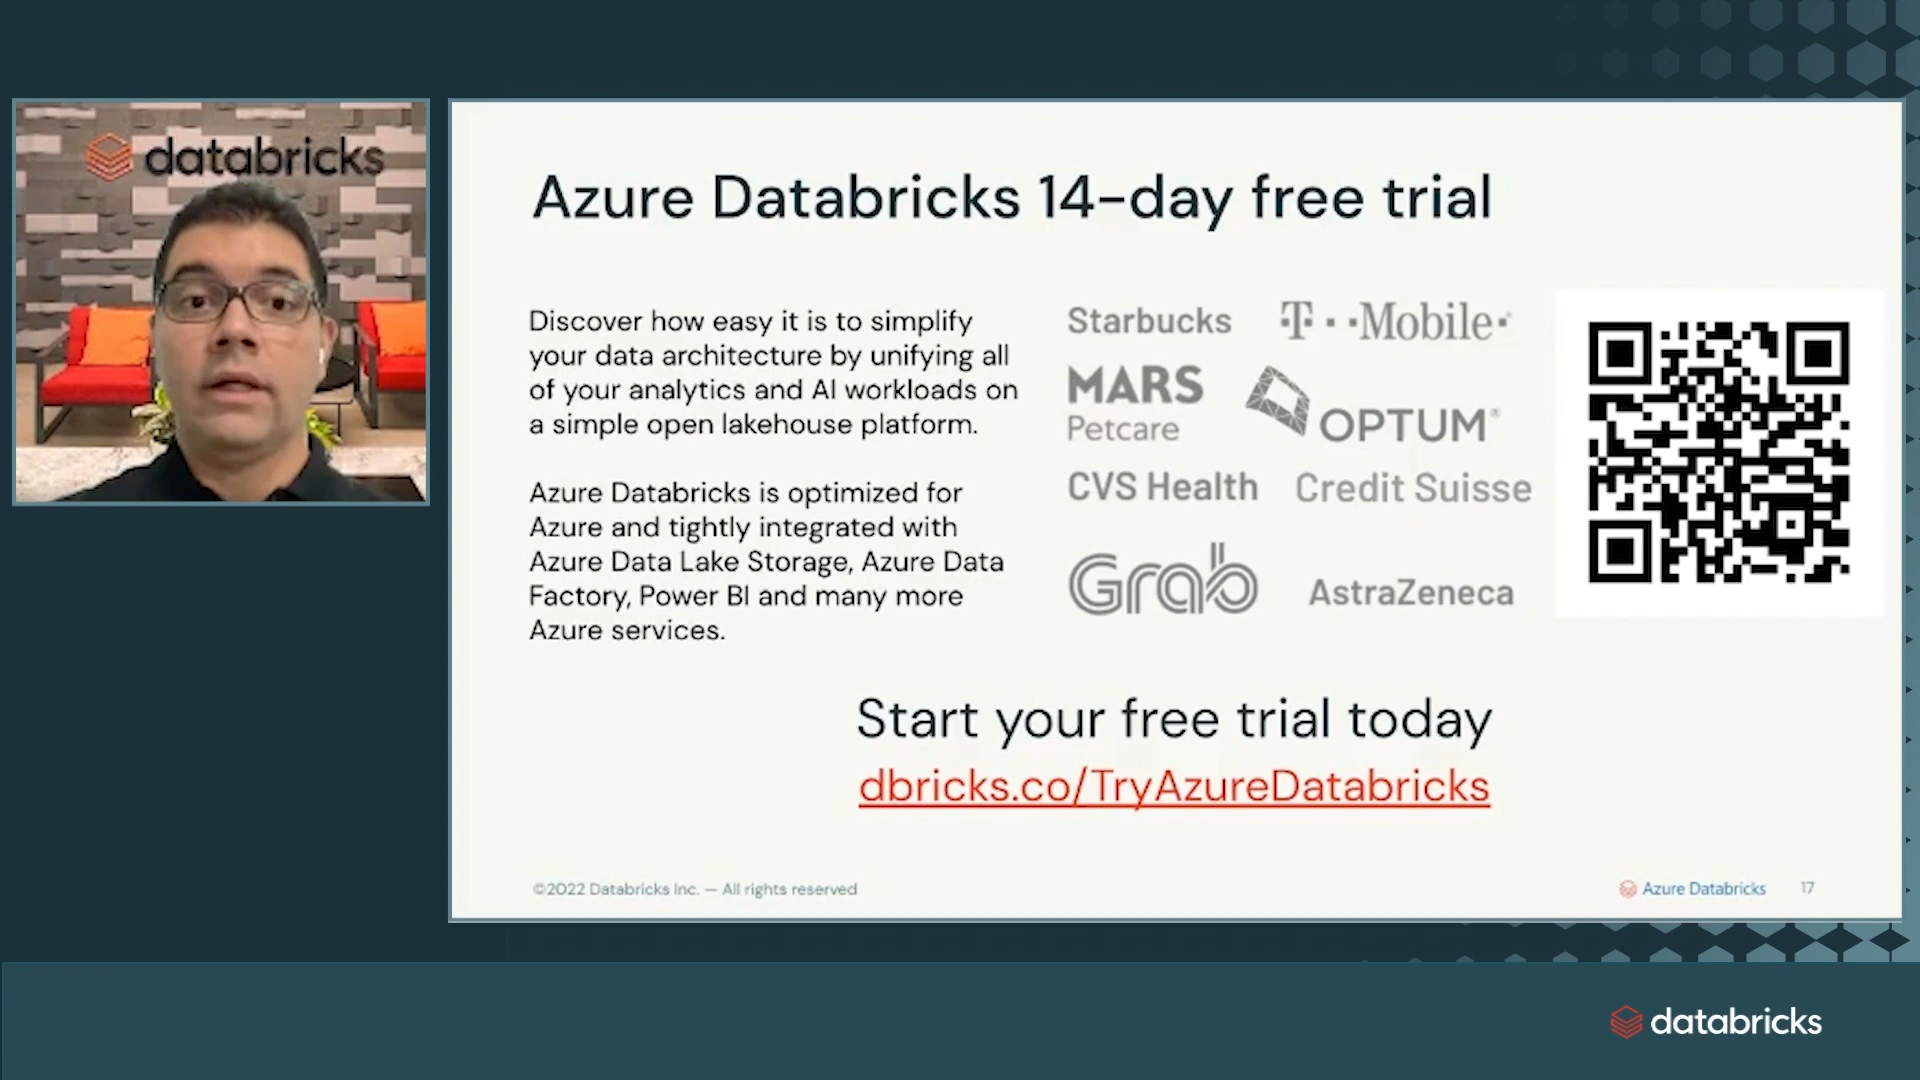 databricks
Azure Databricks 14-day free trial
Discover how easy it is to simplify
your data architecture by unifying all
of your analytics and AI workloads on
a simple open lakehouse platform.
Azure Databricks is optimized for
Azure and tightly integrated with
Azure Data Lake Storage, Azure Data
Factory, Power BI and many more
Azure services.
Starbucks
T-Mobile
MARS
Petcare
OPTUM®
CVS Health
Credit Suisse
Grab
AstraZeneca
Start your free trial today
dbricks.co/TryAzureDatabricks
©2022 Databricks Inc. — All rights reserved
Azure Databricks
17
databricks